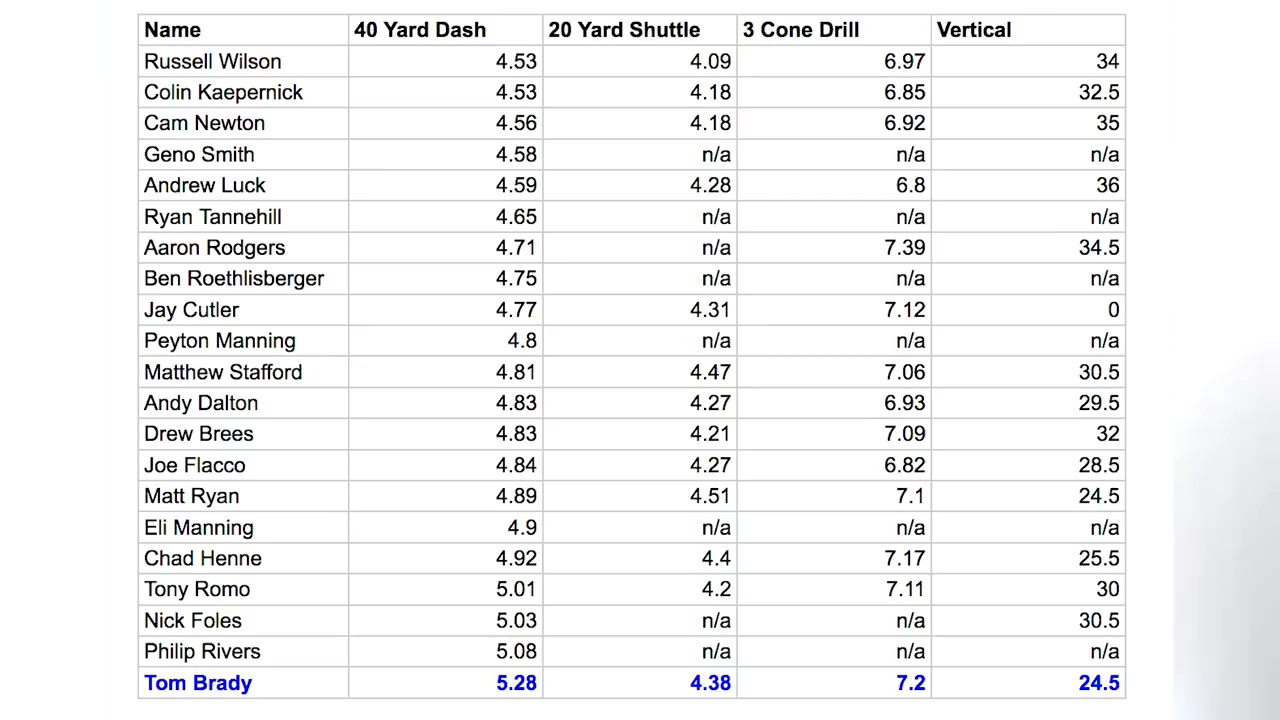 Name 40 Yard Dash 20 Yard Shuttle 3 Cone Drill Vertical
Russell Wilson 4.53 4.09 6.97 34
Colin Kaepernick 4.53 4.18 6.85 32.5
Cam Newton 4.56 4.18 6.92 35
Geno Smith 4.58 n/a n/a n/a
Andrew Luck 4.59 4.28 6.8 36
Ryan Tannehill 4.65 n/a n/a n/a
Aaron Rodgers 4.71 n/a 7.39 34.5
Ben Roethlisberger 4.75 n/a n/a n/a
Jay Cutler 4.77 4.31 7.12 0
Peyton Manning 4.8 n/a n/a n/a
Matthew Stafford 4.81 4.47 7.06 30.5
Andy Dalton 4.83 4.27 6.93 29.5
Drew Brees 4.83 4.21 7.09 32
Joe Flacco 4.84 4.27 6.82 28.5
Matt Ryan 4.89 4.51 7.1 24.5
Eli Manning 4.9 n/a n/a n/a
Chad Henne 4.92 4.4 7.17 25.5
Tony Romo 5.01 4.2 7.11 30
Nick Foles 5.03 n/a n/a 30.5
Philip Rivers 5.08 n/a n/a n/a
Tom Brady 5.28 4.38 7.2 24.5